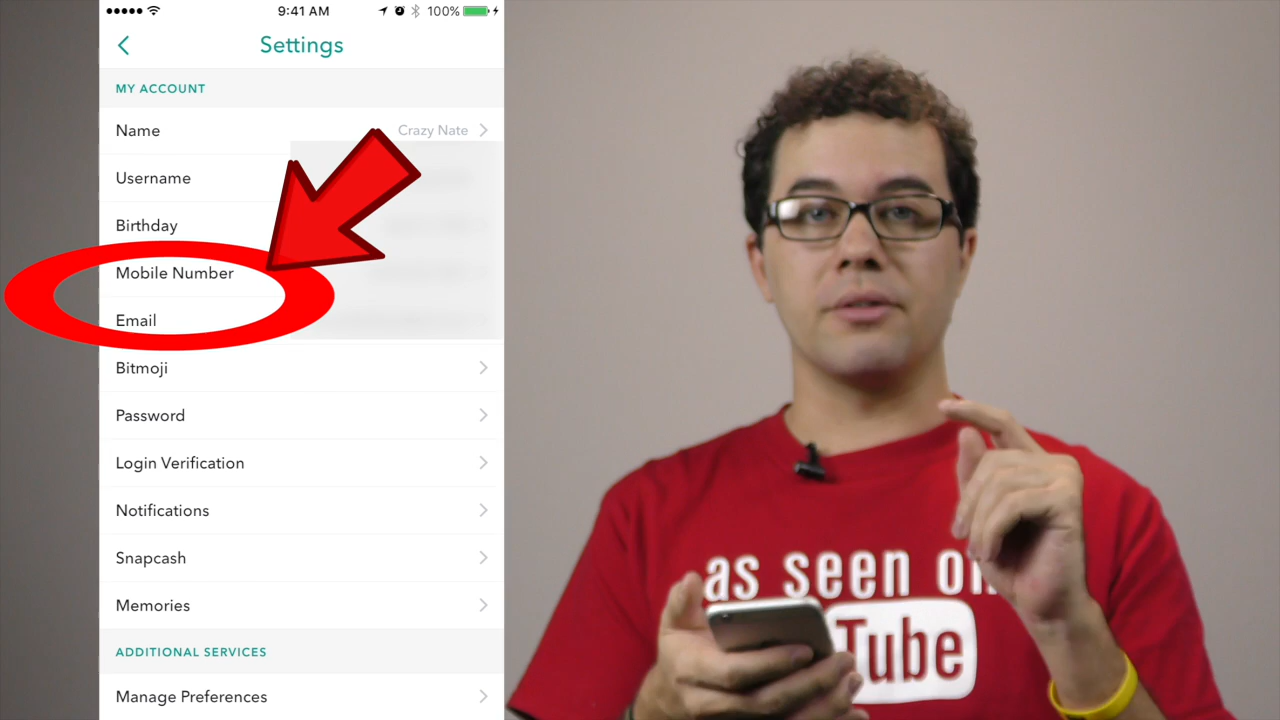 9:41 AM
100%
Settings
MY ACCOUNT
Name
Crazy Nate
Username
Birthday
Mobile Number
Email
Bitmoji
Password
Login Verification
Notifications
Snapcash
Memories
ADDITIONAL SERVICES
Manage Preferences
as seen on
Tube